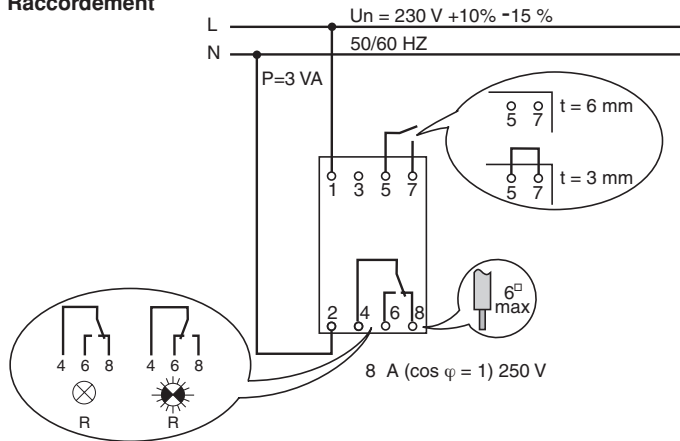 Raccordement
L
Un = 230 V +10% -15 %
N
50/60 HZ
P=3 VA
5 7
t = 6 mm
5 7
t = 3 mm
1 3 5 7
2 4 6 8
6□
max
4 6 8
4 6 8
R
R
8 A (cos φ = 1) 250 V